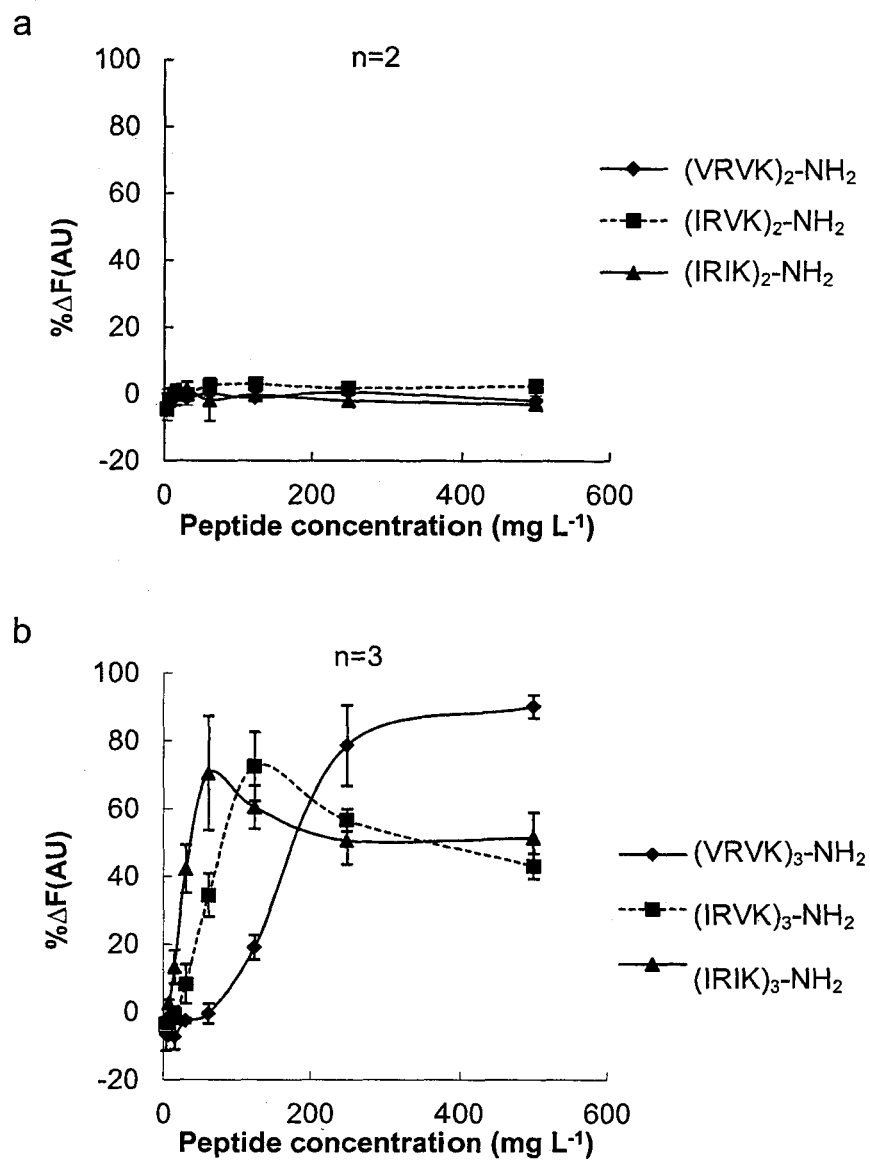 a
n=2
100
80
60
40
20
0
-20
%ΔF(AU)
0 200 400 600
Peptide concentration (mg L⁻¹)
(VRVK)₂-NH₂
(IRVK)₂-NH₂
(IRIK)₂-NH₂
b
n=3
100
80
60
40
20
0
-20
%ΔF(AU)
0 200 400 600
Peptide concentration (mg L⁻¹)
(VRVK)₃-NH₂
(IRVK)₃-NH₂
(IRIK)₃-NH₂